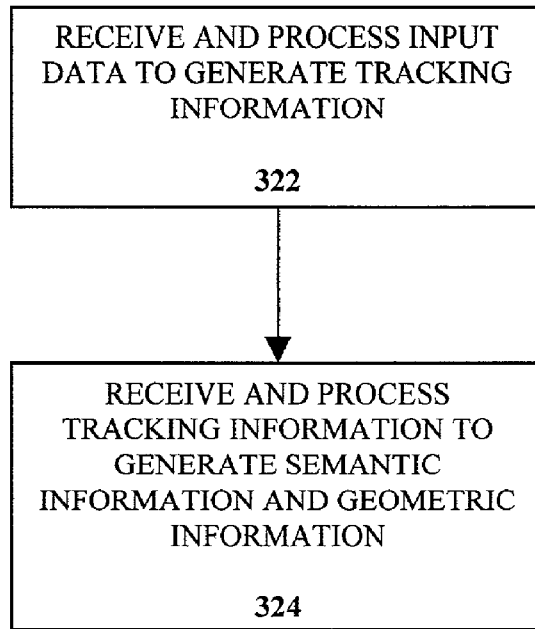 RECEIVE AND PROCESS INPUT
DATA TO GENERATE TRACKING
INFORMATION
322
RECEIVE AND PROCESS
TRACKING INFORMATION TO
GENERATE SEMANTIC
INFORMATION AND GEOMETRIC
INFORMATION
324